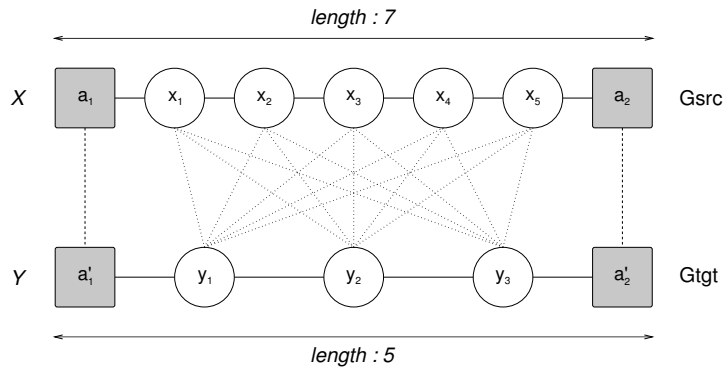 length : 7
X a₁ x₁ x₂ x₃ x₄ x₅ a₂ Gsrc
Y a'₁ y₁ y₂ y₃ a'₂ Gtgt
length : 5